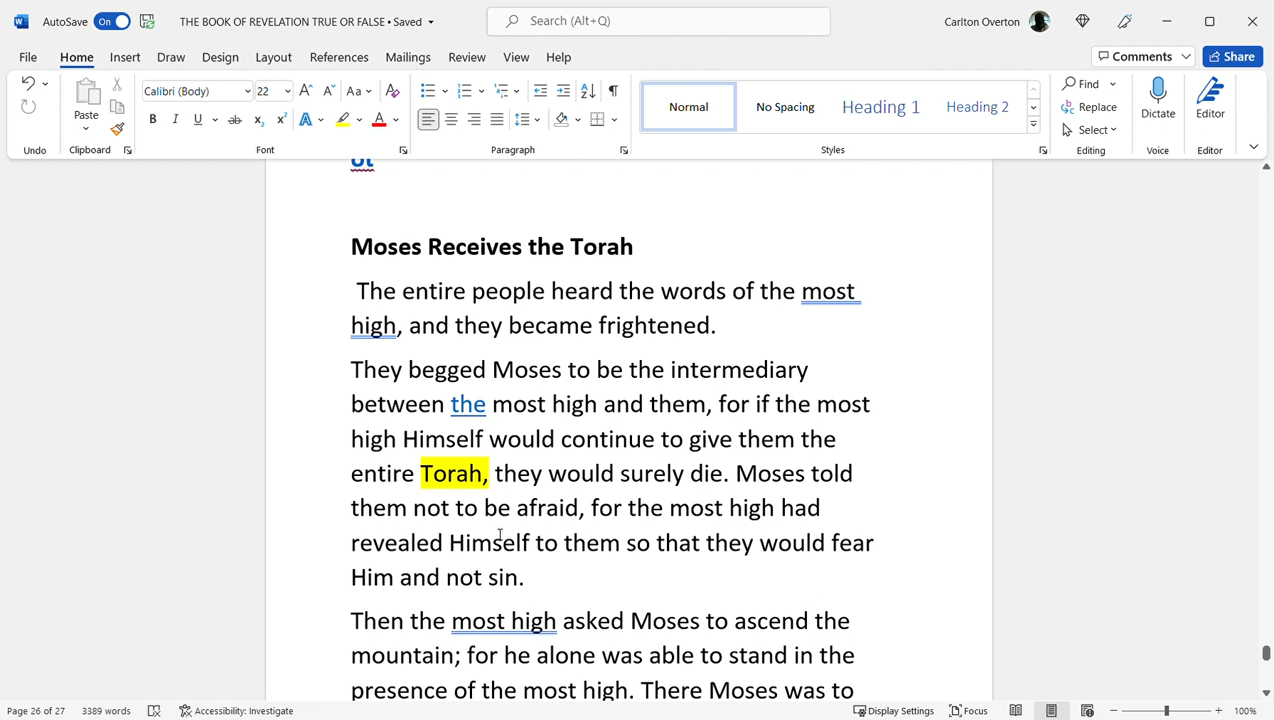 AutoSave On THE BOOK OF REVELATION TRUE OR FALSE • Saved Search (Alt+Q) Carlton Overton
File Home Insert Draw Design Layout References Mailings Review View Help Comments Share
Paste Calibri (Body) 22 Normal No Spacing Heading 1 Heading 2 Find Replace Select Dictate Editor
Undo Clipboard Font Paragraph Styles Editing Voice Editor
Moses Receives the Torah
The entire people heard the words of the most
high, and they became frightened.
They begged Moses to be the intermediary
between the most high and them, for if the most
high Himself would continue to give them the
entire Torah, they would surely die. Moses told
them not to be afraid, for the most high had
revealed Himself to them so that they would fear
Him and not sin.
Then the most high asked Moses to ascend the
mountain; for he alone was able to stand in the
presence of the most high. There Moses was to
Page 26 of 27 3389 words Accessibility: Investigate Display Settings Focus 100%